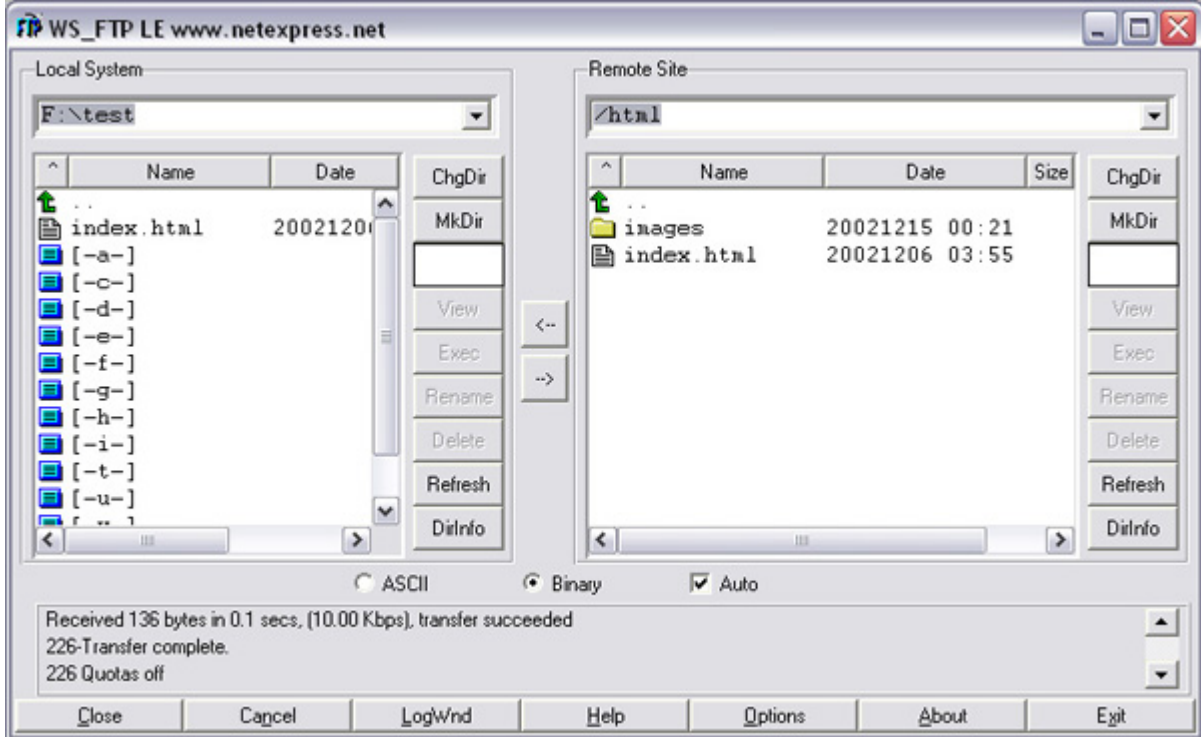 WS_FTP LE www.netexpress.net
Local System
F:\test
^ Name Date
..
index.html 2002120
[-a-]
[-c-]
[-d-]
[-e-]
[-f-]
[-g-]
[-h-]
[-i-]
[-t-]
[-u-]
ChgDir
MkDir
View
Exec
Rename
Delete
Refresh
DirInfo
<--
-->
Remote Site
/html
^ Name Date Size
..
images 20021215 00:21
index.html 20021206 03:55
ChgDir
MkDir
View
Exec
Rename
Delete
Refresh
DirInfo
ASCII Binary Auto
Received 136 bytes in 0.1 secs, (10.00 Kbps), transfer succeeded
226-Transfer complete.
226 Quotas off
Close Cancel LogWnd Help Options About Exit